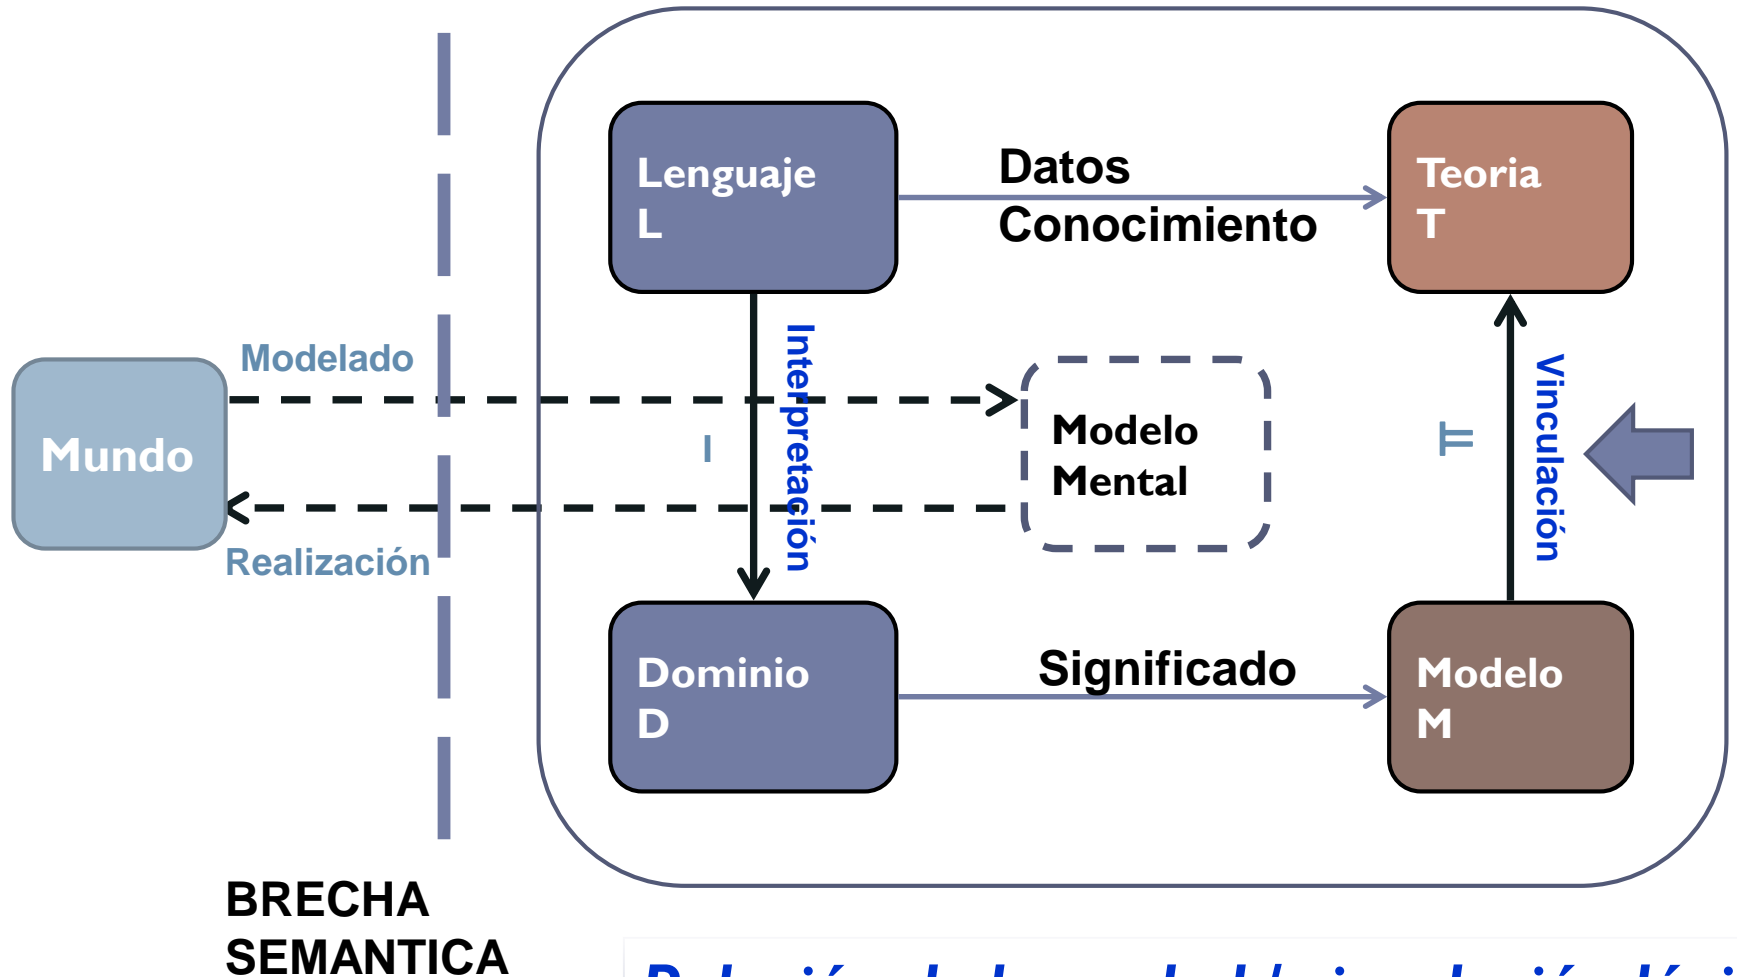 Lenguaje
L
Datos
Conocimiento
Teoria
T
Modelado
Mundo
Realización
I
Interpretación
Modelo
Mental
⊨
Vinculación
Dominio
D
Significado
Modelo
M
BRECHA
SEMANTICA